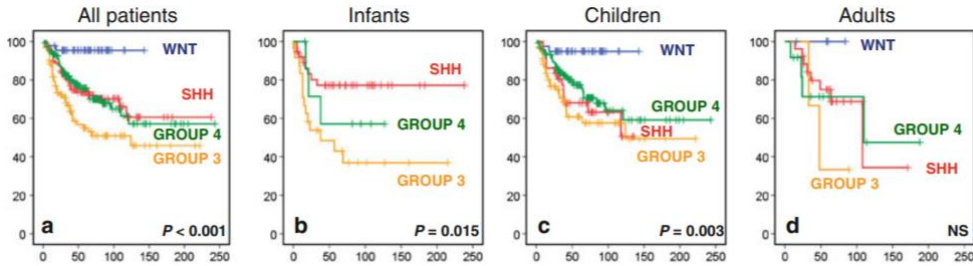 All patients
100
80
60
40
20
0
WNT
SHH
GROUP 4
GROUP 3
a
P < 0.001
0 50 100 150 200 250
Infants
100
80
60
40
20
0
SHH
GROUP 4
GROUP 3
b
P = 0.015
0 50 100 150 200 250
Children
100
80
60
40
20
0
WNT
GROUP 4
SHH
GROUP 3
c
P = 0.003
0 50 100 150 200 250
Adults
100
80
60
40
20
0
WNT
GROUP 4
SHH
GROUP 3
d
NS
0 50 100 150 200 250